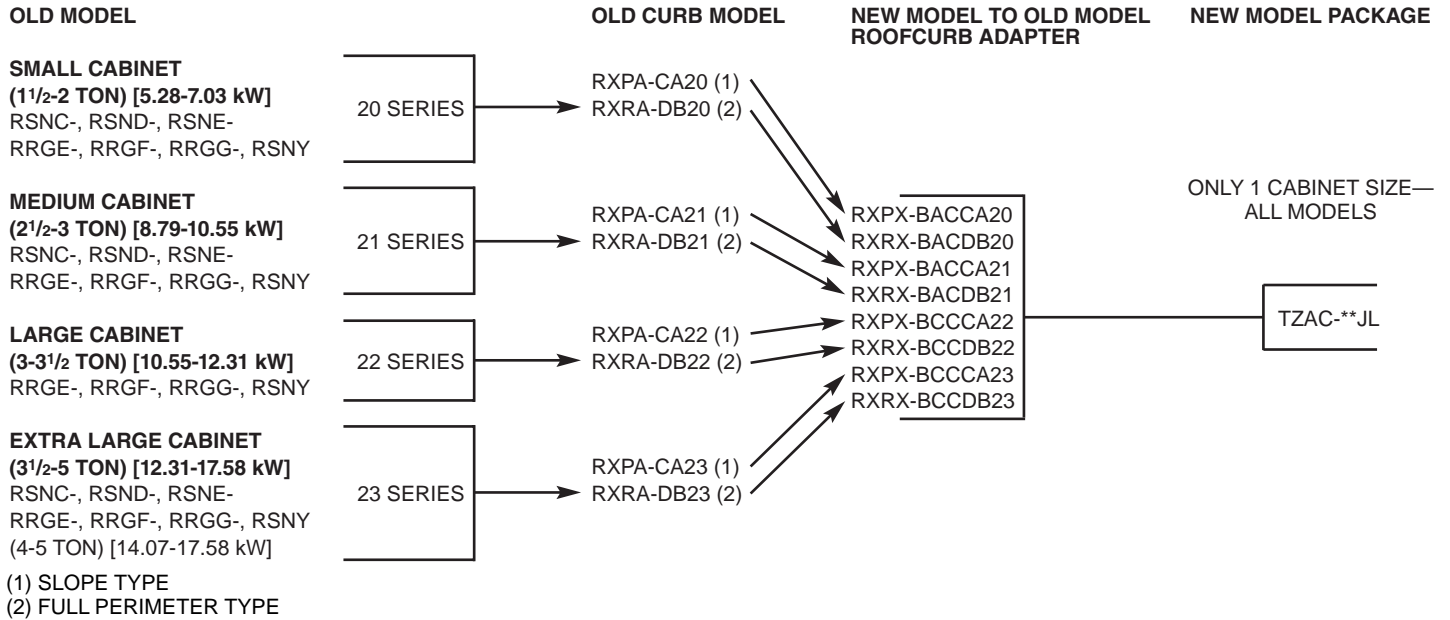 OLD MODEL
OLD CURB MODEL
NEW MODEL TO OLD MODEL
ROOFCURB ADAPTER
NEW MODEL PACKAGE
SMALL CABINET
(1 1/2-2 TON) [5.28-7.03 kW]
RSNC-, RSND-, RSNE-
RRGE-, RRGF-, RRGG-, RSNY
20 SERIES
RXPA-CA20 (1)
RXRA-DB20 (2)
MEDIUM CABINET
(2 1/2-3 TON) [8.79-10.55 kW]
RSNC-, RSND-, RSNE-
RRGE-, RRGF-, RRGG-, RSNY
21 SERIES
RXPA-CA21 (1)
RXRA-DB21 (2)
LARGE CABINET
(3-3 1/2 TON) [10.55-12.31 kW]
RRGE-, RRGF-, RRGG-, RSNY
22 SERIES
RXPA-CA22 (1)
RXRA-DB22 (2)
EXTRA LARGE CABINET
(3 1/2-5 TON) [12.31-17.58 kW]
RSNC-, RSND-, RSNE-
RRGE-, RRGF-, RRGG-, RSNY
(4-5 TON) [14.07-17.58 kW]
23 SERIES
RXPA-CA23 (1)
RXRA-DB23 (2)
RXPX-BACCA20
RXRX-BACDB20
RXPX-BACCA21
RXRX-BACDB21
RXPX-BCCCA22
RXRX-BCCDB22
RXPX-BCCCA23
RXRX-BCCDB23
ONLY 1 CABINET SIZE—
ALL MODELS
TZAC-**JL
(1) SLOPE TYPE
(2) FULL PERIMETER TYPE